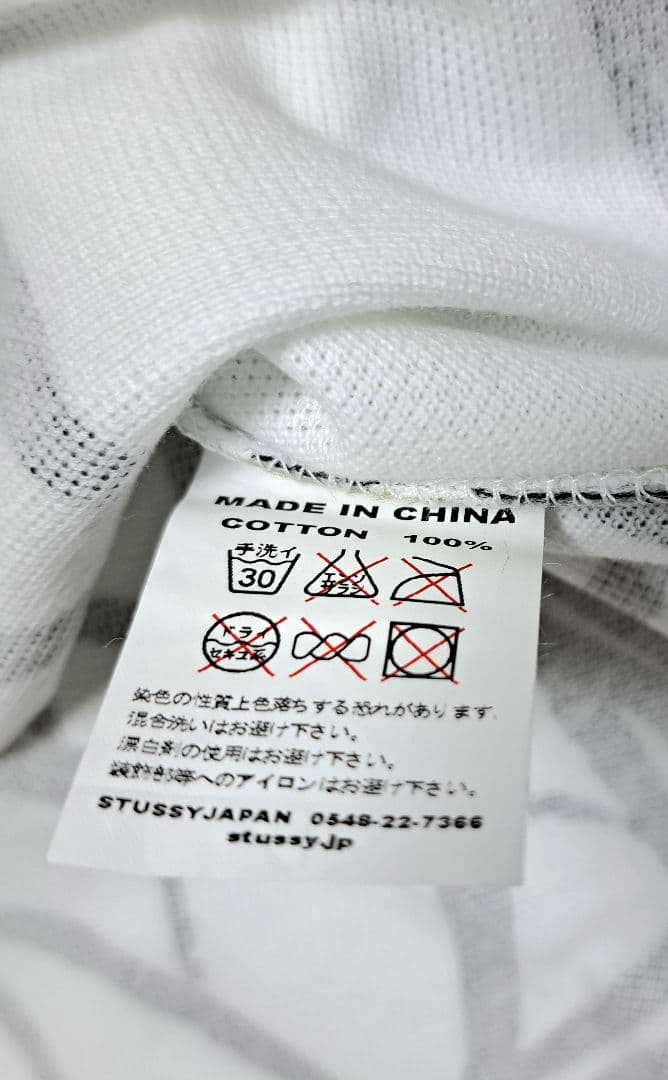 MADE IN CHINA
COTTON 100%
手洗イ
30
エンソ
サラシ
ドライ
セキユ系
染色の性質上色落ちする恐れがあります.
混合洗いはお避け下さい。
漂白剤の使用はお避け下さい。
装飾部等へのアイロンはお避け下さい。
STUSSYJAPAN 0548-22-7366
stussyjp